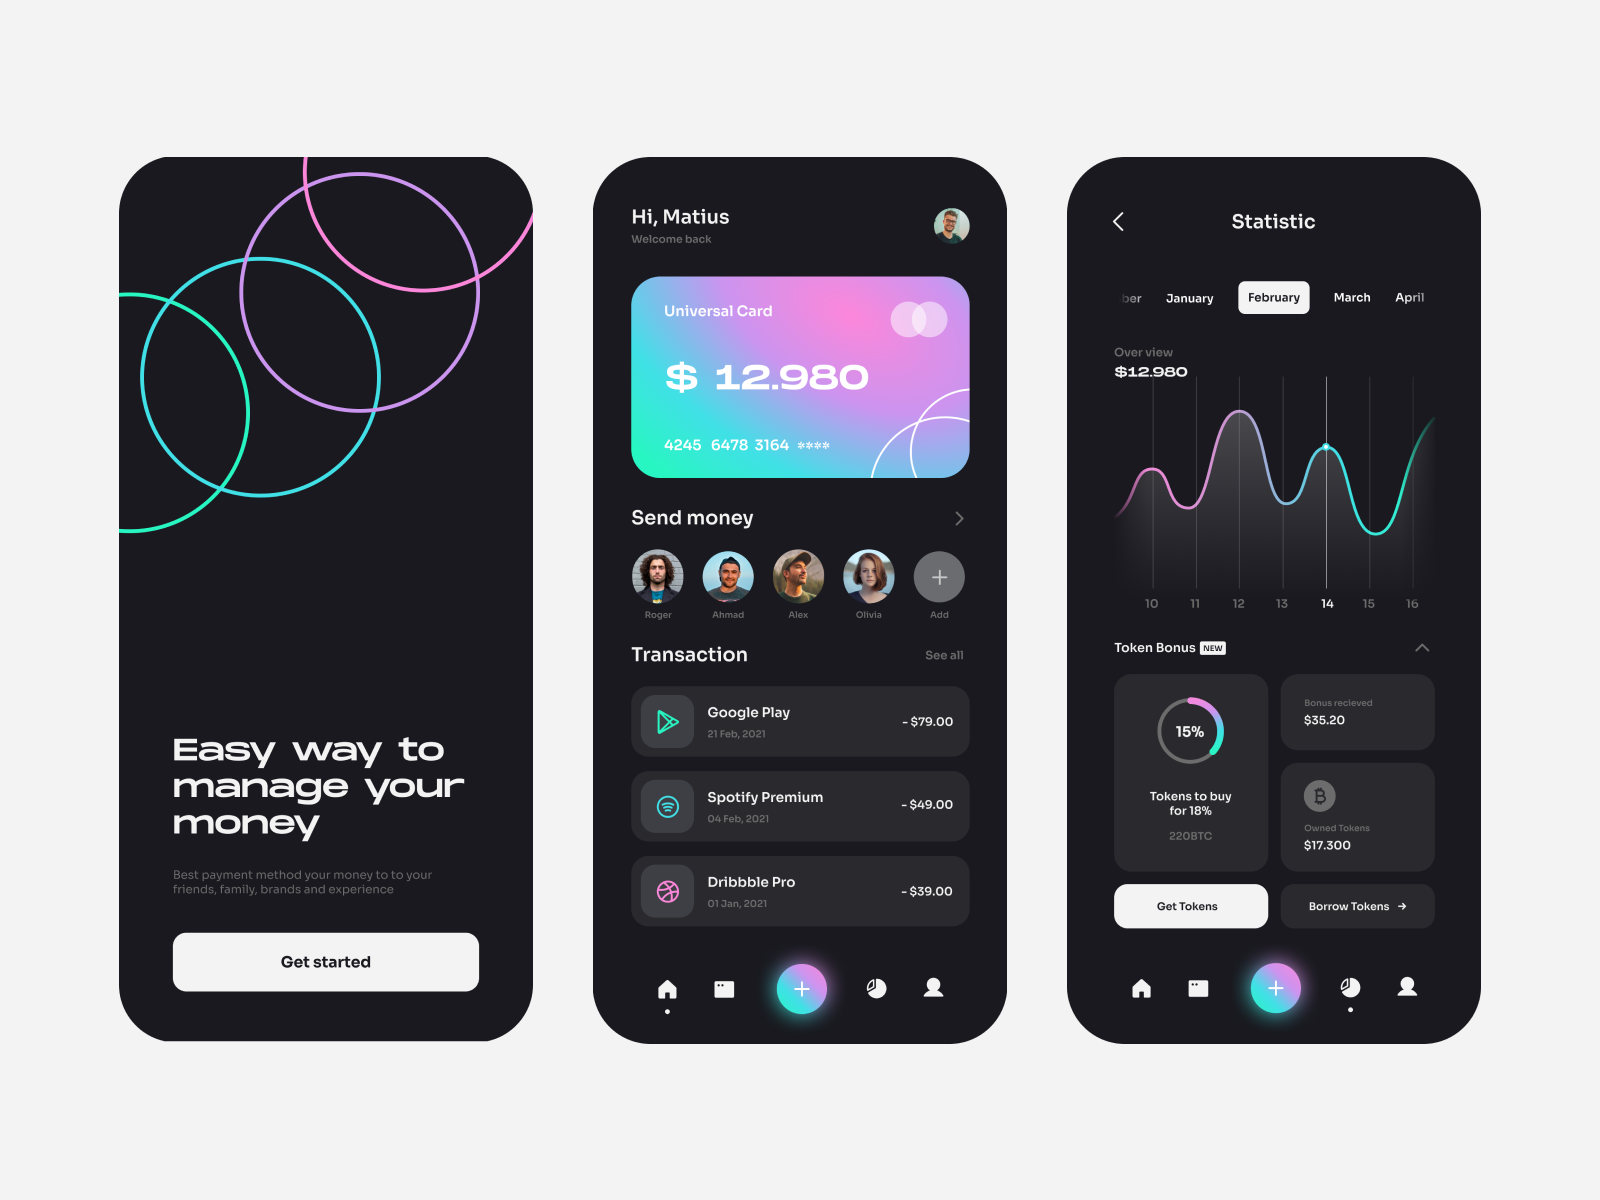 Easy way to
manage your
money
Best payment method your money to to your
friends, family, brands and experience
Get started
Hi, Matius
Welcome back
Universal Card
$ 12.980
4245 6478 3164 ****
Send money
Roger
Ahmad
Alex
Olivia
Add
Transaction
See all
Google Play
21 Feb, 2021
- $79.00
Spotify Premium
04 Feb, 2021
- $49.00
Dribbble Pro
01 Jan, 2021
- $39.00
Statistic
ber January February March April
Over view
$12.980
10 11 12 13 14 15 16
Token Bonus NEW
15%
Tokens to buy
for 18%
220BTC
Bonus recieved
$35.20
Owned Tokens
$17.300
Get Tokens
Borrow Tokens →